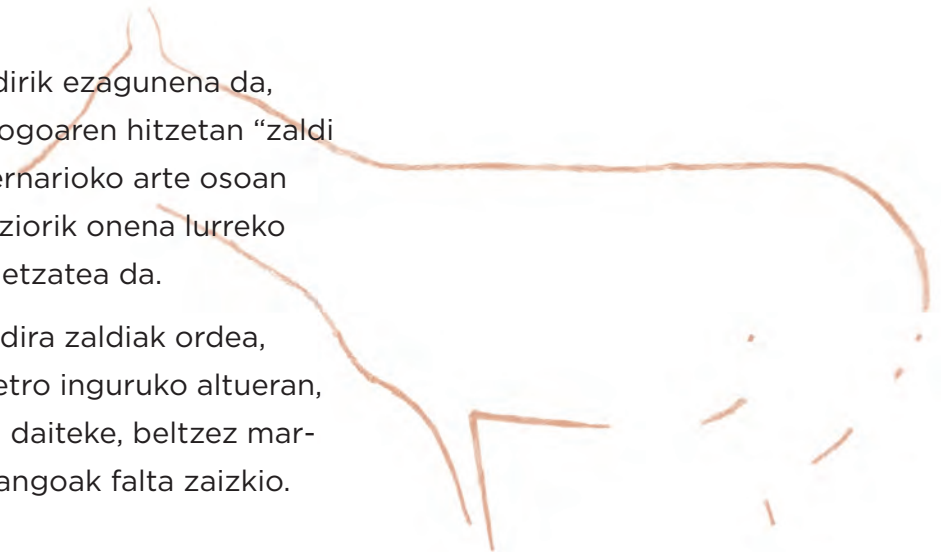 dirik ezagunena da,
ogoaren hitzetan “zaldi
ernarioko arte osoan
ziorik onena lurreko
etzatea da.
dira zaldiak ordea,
etro inguruko altueran,
daiteke, beltzez mar-
angoak falta zaizkio.